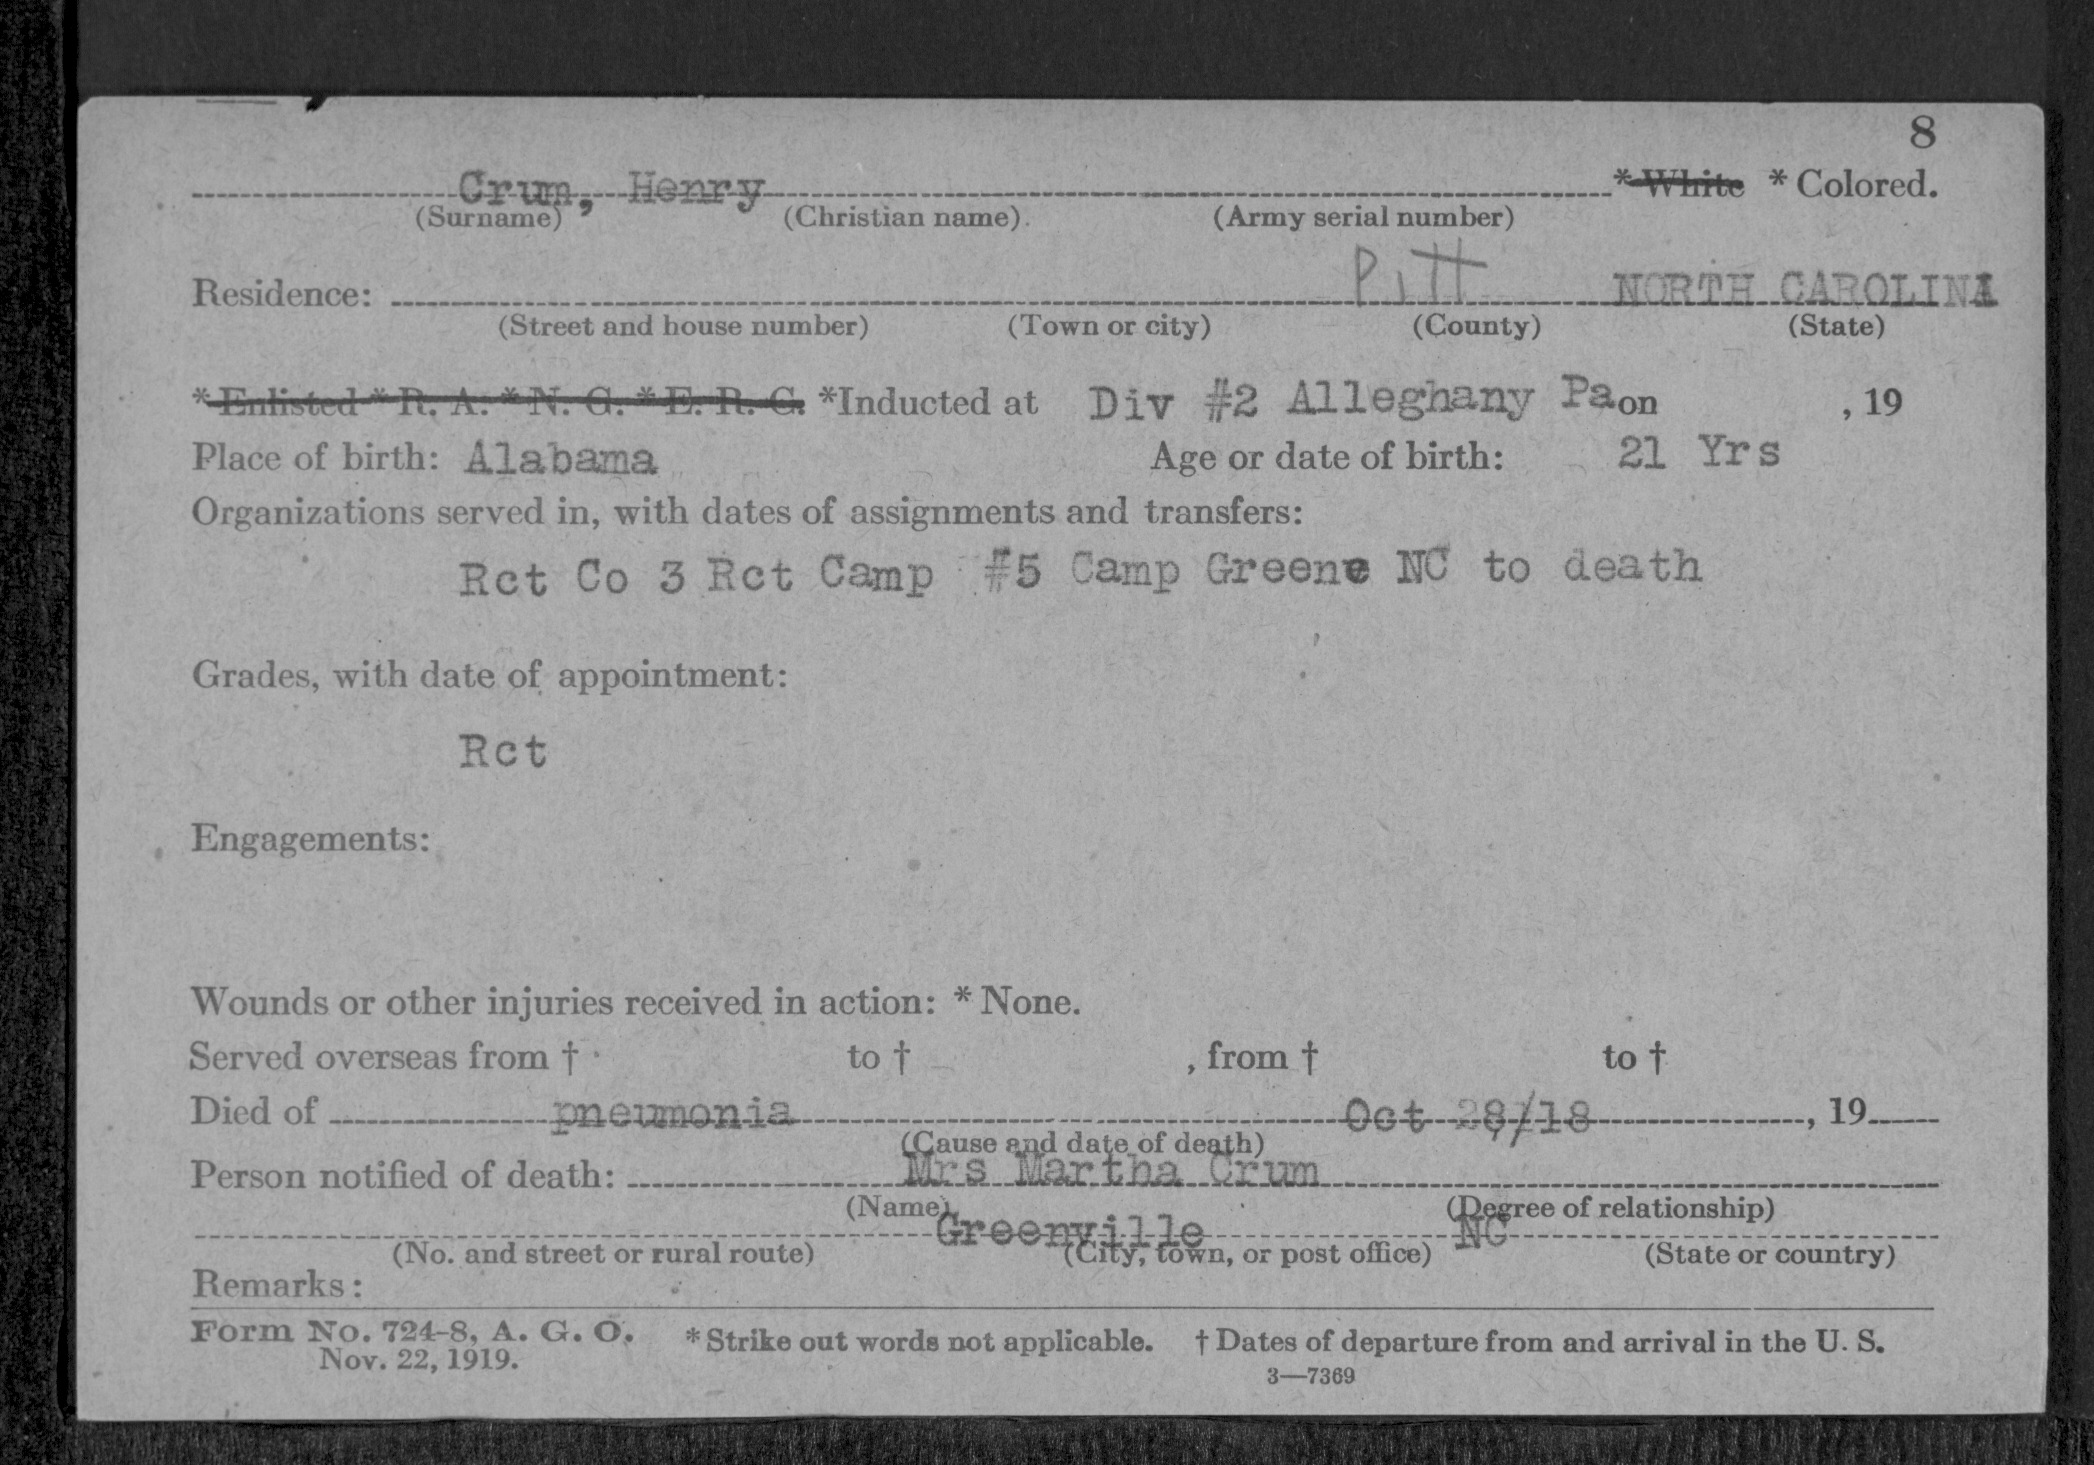 8
Crum, Henry *White *Colored.
(Surname) (Christian name). (Army serial number)
Residence: Pitt NORTH CAROLINA
(Street and house number) (Town or city) (County) (State)
*Enlisted *R. A. *N. G. *E. R. C. *Inducted at Div #2 Alleghany Pa on , 19
Place of birth: Alabama Age or date of birth: 21 Yrs
Organizations served in, with dates of assignments and transfers:
Rct Co 3 Rct Camp #5 Camp Greene NC to death
Grades, with date of appointment:
Rct
Engagements:
Wounds or other injuries received in action: *None.
Served overseas from † to † , from † to †
Died of pneumonia Oct 28/18 , 19
(Cause and date of death)
Person notified of death: Mrs Martha Crum
(Name) (Degree of relationship)
Greenville NC
(No. and street or rural route) (City, town, or post office) (State or country)
Remarks:
Form No. 724-8, A. G. O. *Strike out words not applicable. † Dates of departure from and arrival in the U. S.
Nov. 22, 1919.
3—7369